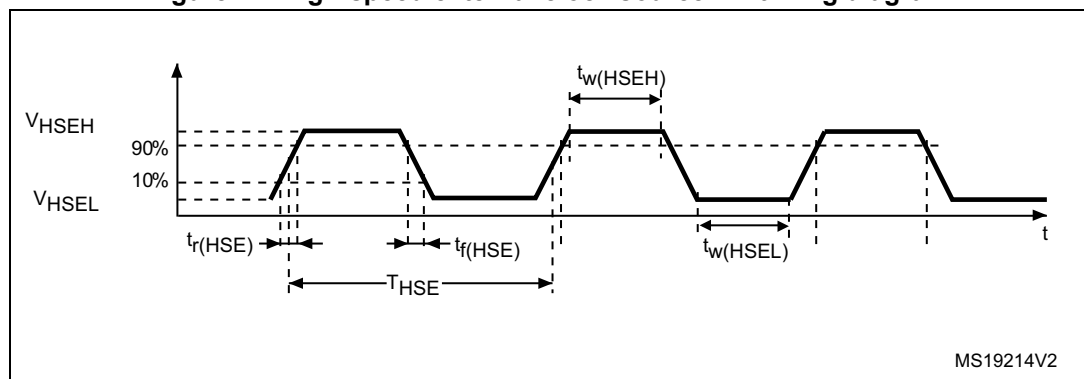 VHSEH
90%
10%
VHSEL
tr(HSE)
tf(HSE)
THSE
tw(HSEH)
tw(HSEL)
t
MS19214V2